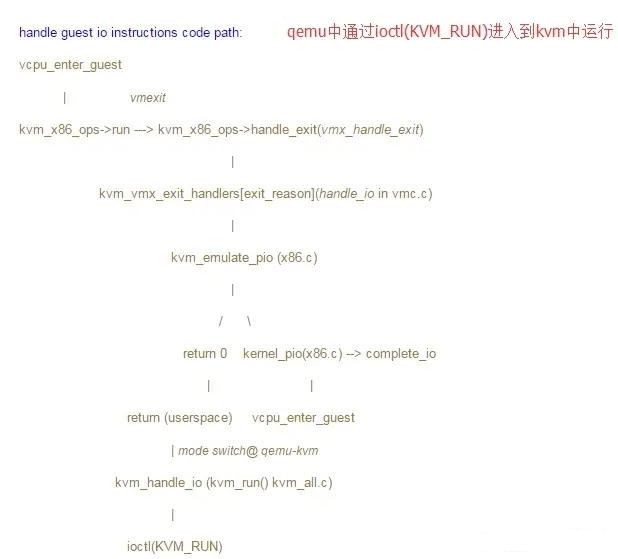 handle guest io instructions code path: qemu中通过ioctl(KVM_RUN)进入到kvm中运行
vcpu_enter_guest
| vmexit
kvm_x86_ops->run ---> kvm_x86_ops->handle_exit(vmx_handle_exit)
|
kvm_vmx_exit_handlers[exit_reason](handle_io in vmc.c)
|
kvm_emulate_pio (x86.c)
|
/ \
return 0 kernel_pio(x86.c) --> complete_io
| |
return (userspace) vcpu_enter_guest
| mode switch@ qemu-kvm
kvm_handle_io (kvm_run() kvm_all.c)
|
ioctl(KVM_RUN)